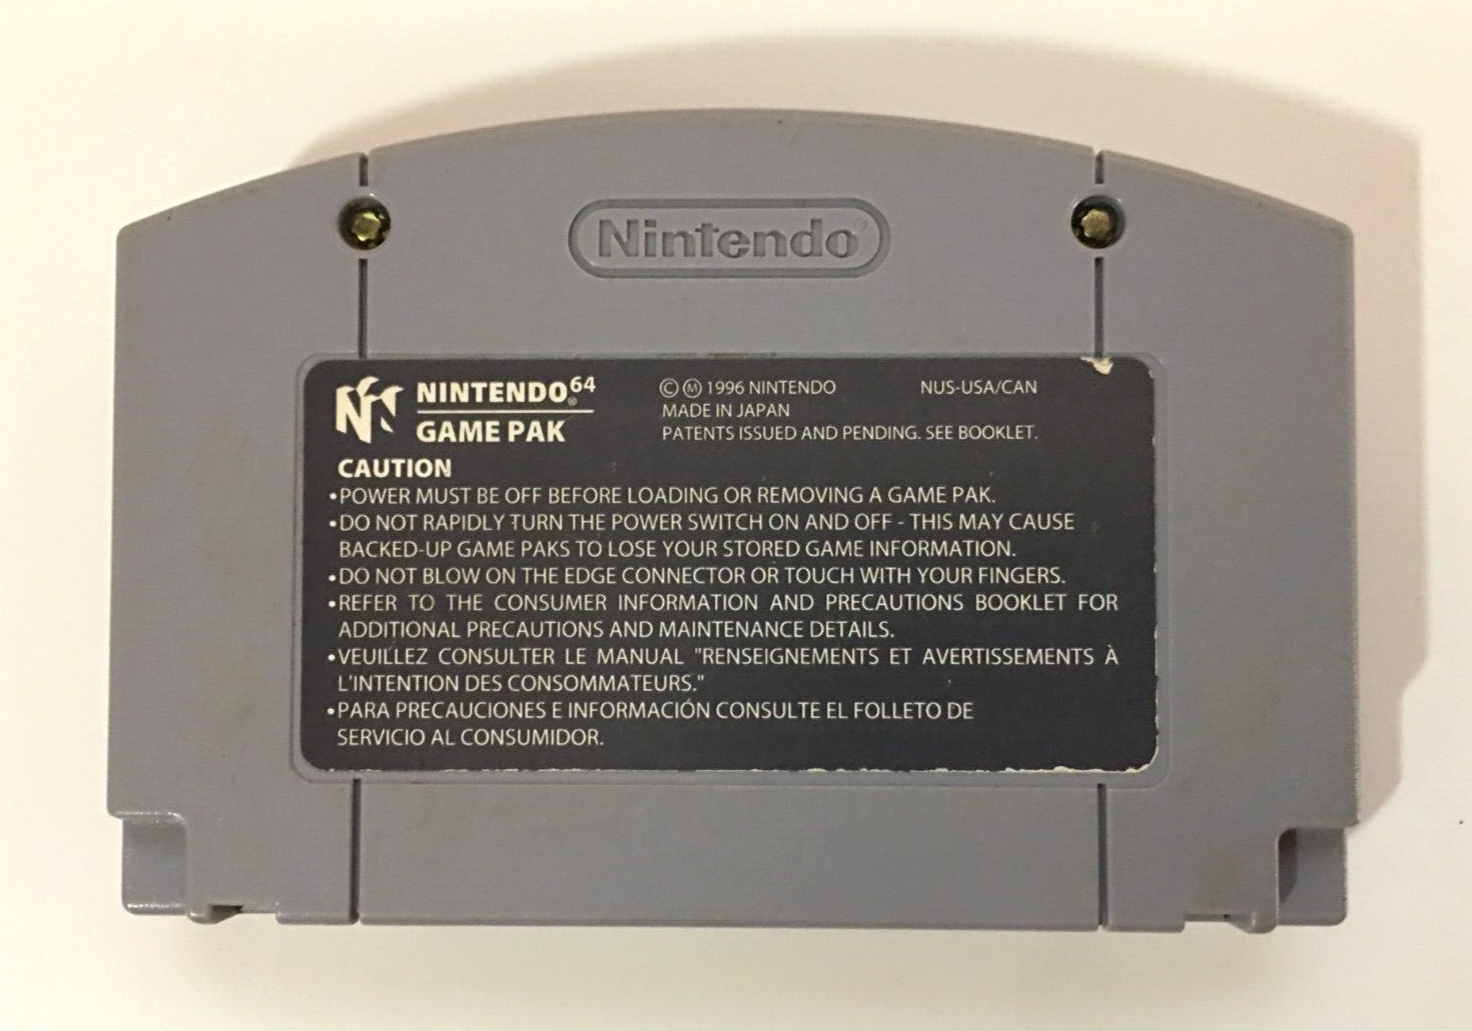 Nintendo®
NINTENDO®64
GAME PAK
Ⓒ Ⓜ 1996 NINTENDO NUS-USA/CAN
MADE IN JAPAN
PATENTS ISSUED AND PENDING. SEE BOOKLET.
CAUTION
•POWER MUST BE OFF BEFORE LOADING OR REMOVING A GAME PAK.
•DO NOT RAPIDLY TURN THE POWER SWITCH ON AND OFF - THIS MAY CAUSE
BACKED-UP GAME PAKS TO LOSE YOUR STORED GAME INFORMATION.
•DO NOT BLOW ON THE EDGE CONNECTOR OR TOUCH WITH YOUR FINGERS.
•REFER TO THE CONSUMER INFORMATION AND PRECAUTIONS BOOKLET FOR
ADDITIONAL PRECAUTIONS AND MAINTENANCE DETAILS.
•VEUILLEZ CONSULTER LE MANUAL "RENSEIGNEMENTS ET AVERTISSEMENTS À
L'INTENTION DES CONSOMMATEURS."
•PARA PRECAUCIONES E INFORMACIÓN CONSULTE EL FOLLETO DE
SERVICIO AL CONSUMIDOR.